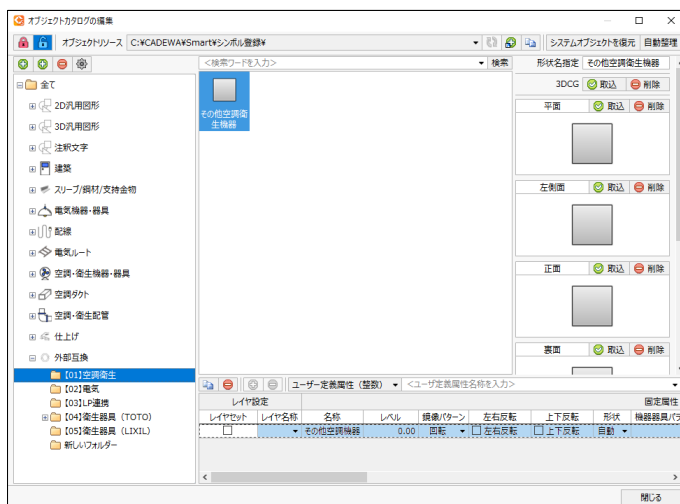 オブジェクトカタログの編集
オブジェクトリソース C:¥CADEWA¥Smart¥シンボル登録¥
システムオブジェクトを復元 自動整理
<検索ワードを入力> 検索
形状名指定 その他空調衛生機器
3DCG 取込 削除
全て
2D汎用図形
3D汎用図形
注釈文字
建築
スリーブ/鋼材/支持金物
電気機器・器具
配線
電気ルート
空調・衛生機器・器具
空調ダクト
空調・衛生配管
仕上げ
外部互換
【01】空調衛生
【02】電気
【03】LP連携
【04】衛生器具（TOTO）
【05】衛生器具（LIXIL）
新しいフォルダー
その他空調衛
生機器
平面 取込 削除
左側面 取込 削除
正面 取込 削除
裏面 取込 削除
ユーザー定義属性（整数） <ユーザ定義属性名称を入力>
レイヤ設定 固定属性
レイヤセット レイヤ名称 名称 レベル 鏡像パターン 左右反転 上下反転 形状 機器器具パラ
その他空調機器 0.00 回転 左右反転 上下反転 自動
閉じる